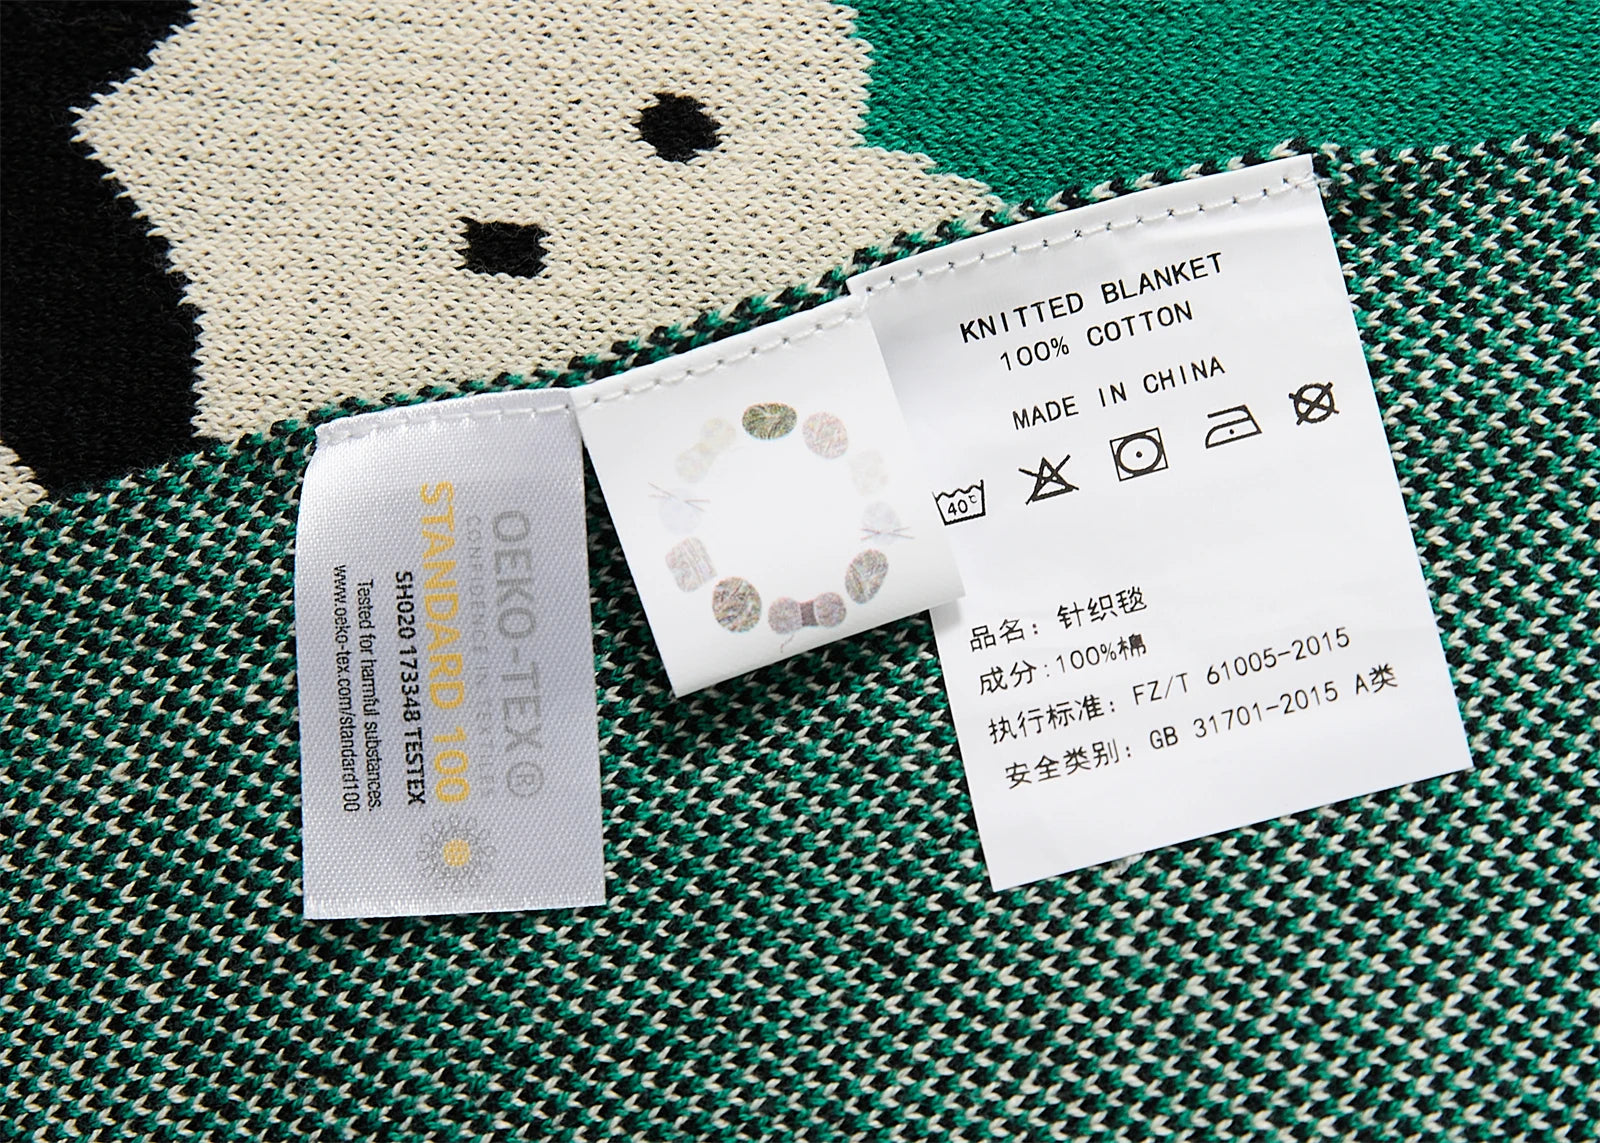 OEKO-TEX®
CONFIDENCE IN TEXTILES
STANDARD 100
SH020 173348 TESTEX
Tested for harmful substances.
www.oeko-tex.com/standard100
KNITTED BLANKET
100% COTTON
MADE IN CHINA
40℃
品名: 针织毯
成分:100%棉
执行标准: FZ/T 61005-2015
安全类别: GB 31701-2015 A类